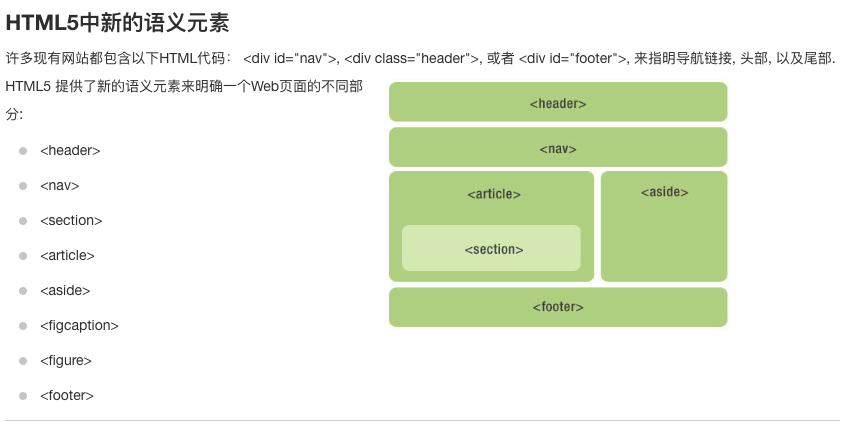 HTML5中新的语义元素
许多现有网站都包含以下HTML代码： <div id="nav">, <div class="header">, 或者 <div id="footer">, 来指明导航链接, 头部, 以及尾部.
HTML5 提供了新的语义元素来明确一个Web页面的不同部
分:
<header>
<nav>
<section>
<article>
<aside>
<figcaption>
<figure>
<footer>
<header>
<nav>
<article>
<aside>
<section>
<footer>